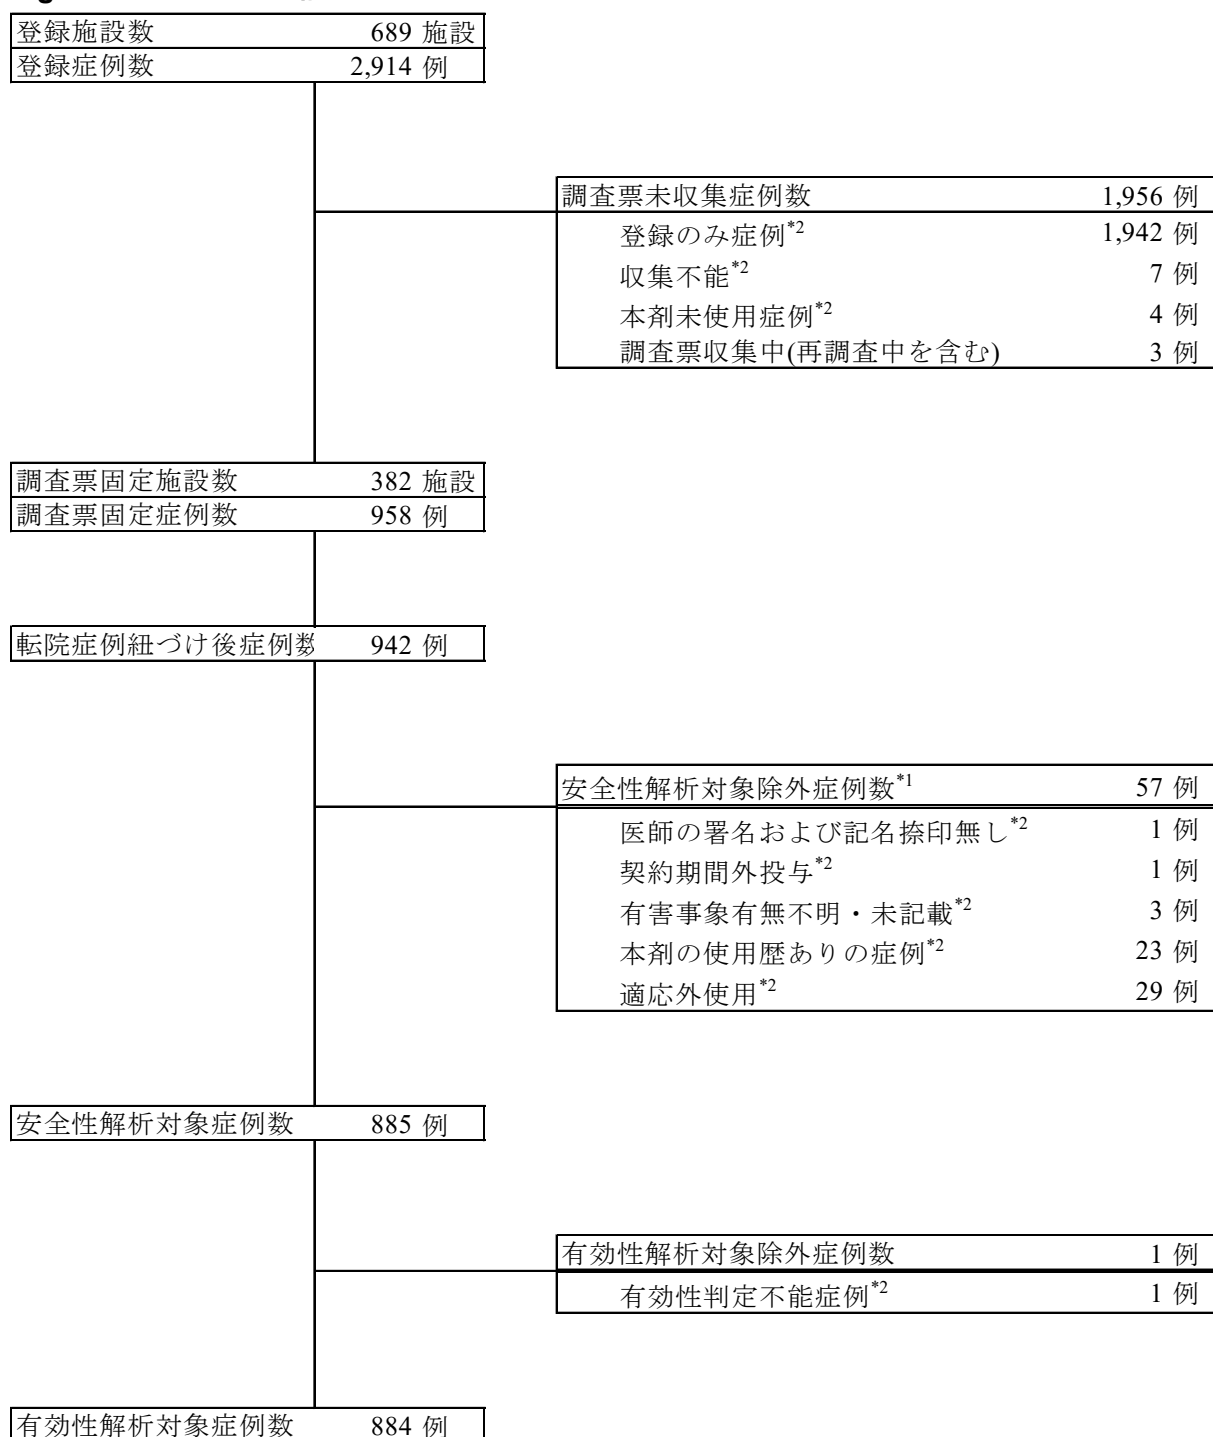 登録施設数 689 施設
登録症例数 2,914 例
調査票未収集症例数 1,956 例
登録のみ症例*2 1,942 例
収集不能*2 7 例
本剤未使用症例*2 4 例
調査票収集中(再調査中を含む) 3 例
調査票固定施設数 382 施設
調査票固定症例数 958 例
転院症例紐づけ後症例数 942 例
安全性解析対象除外症例数*1 57 例
医師の署名および記名捺印無し*2 1 例
契約期間外投与*2 1 例
有害事象有無不明・未記載*2 3 例
本剤の使用歴ありの症例*2 23 例
適応外使用*2 29 例
安全性解析対象症例数 885 例
有効性解析対象除外症例数 1 例
有効性判定不能症例*2 1 例
有効性解析対象症例数 884 例